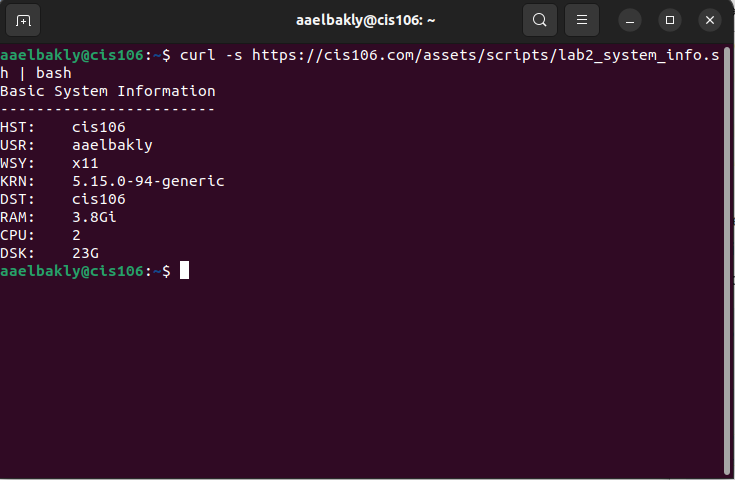 aaelbakly@cis106: ~
aaelbakly@cis106:~$ curl -s https://cis106.com/assets/scripts/lab2_system_info.s
h | bash
Basic System Information
------------------------
HST:    cis106
USR:    aaelbakly
WSY:    x11
KRN:    5.15.0-94-generic
DST:    cis106
RAM:    3.8Gi
CPU:    2
DSK:    23G
aaelbakly@cis106:~$